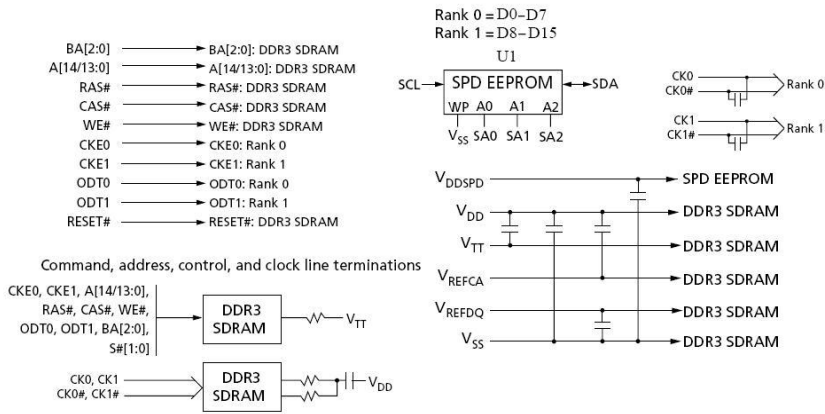 Rank 0 = D0–D7
Rank 1 = D8–D15
U1
BA[2:0] BA[2:0]: DDR3 SDRAM
A[14/13:0] A[14/13:0]: DDR3 SDRAM
RAS# RAS#: DDR3 SDRAM
CAS# CAS#: DDR3 SDRAM
WE# WE#: DDR3 SDRAM
CKE0 CKE0: Rank 0
CKE1 CKE1: Rank 1
ODT0 ODT0: Rank 0
ODT1 ODT1: Rank 1
RESET# RESET#: DDR3 SDRAM
SCL SPD EEPROM SDA
WP A0 A1 A2
VSS SA0 SA1 SA2
CK0
CK0#
Rank 0
CK1
CK1#
Rank 1
VDDSPD SPD EEPROM
VDD DDR3 SDRAM
VTT DDR3 SDRAM
VREFCA DDR3 SDRAM
VREFDQ DDR3 SDRAM
VSS DDR3 SDRAM
Command, address, control, and clock line terminations
CKE0, CKE1, A[14/13:0],
RAS#, CAS#, WE#,
ODT0, ODT1, BA[2:0],
S#[1:0]
DDR3
SDRAM
VTT
CK0, CK1
CK0#, CK1#
DDR3
SDRAM
VDD